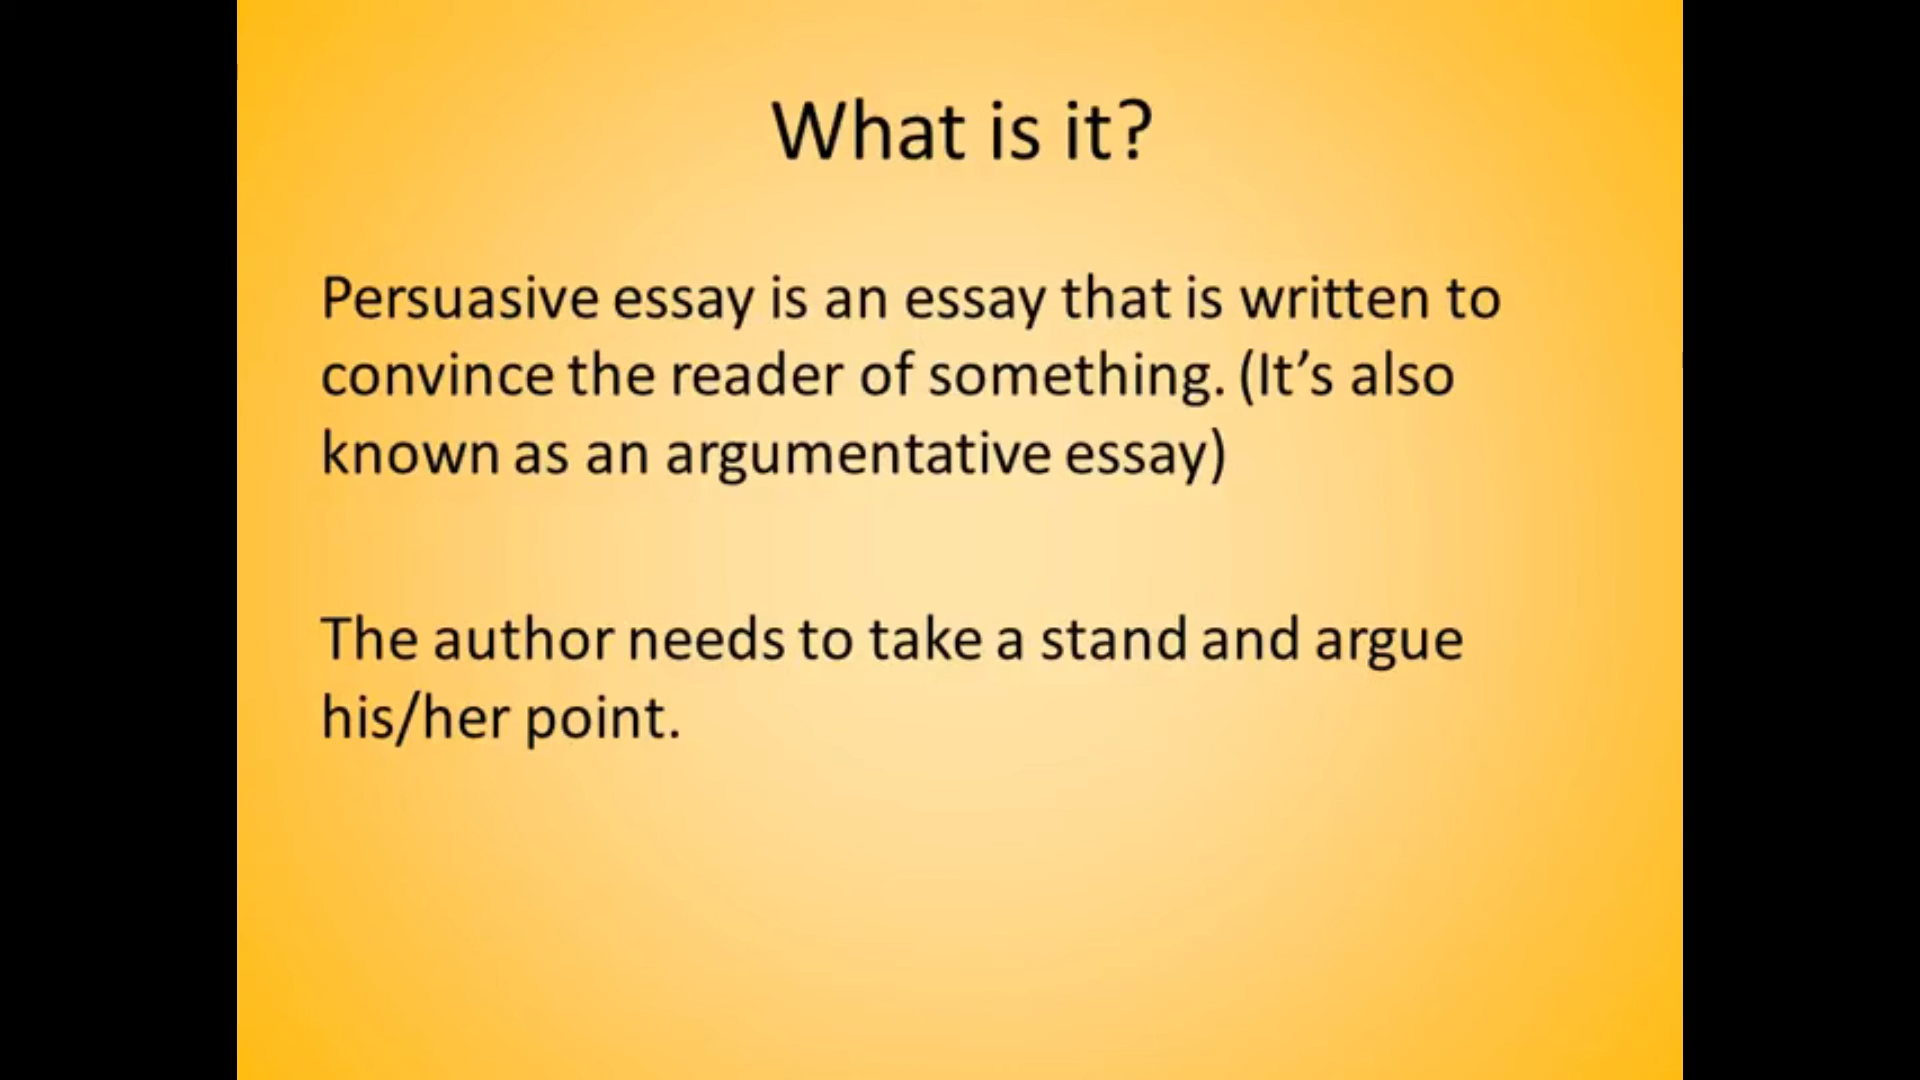 What is it?
Persuasive essay is an essay that is written to
convince the reader of something. (It’s also
known as an argumentative essay)
The author needs to take a stand and argue
his/her point.